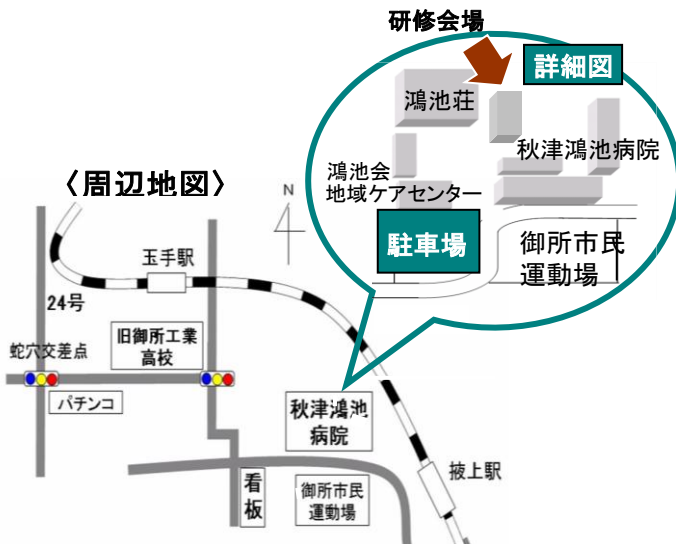 研修会場
詳細図
鴻池荘
秋津鴻池病院
鴻池会
地域ケアセンター
駐車場
御所市民
運動場
〈周辺地図〉
N
玉手駅
24号
旧御所工業
高校
蛇穴交差点
パチンコ
秋津鴻池
病院
掖上駅
看
板
御所市民
運動場